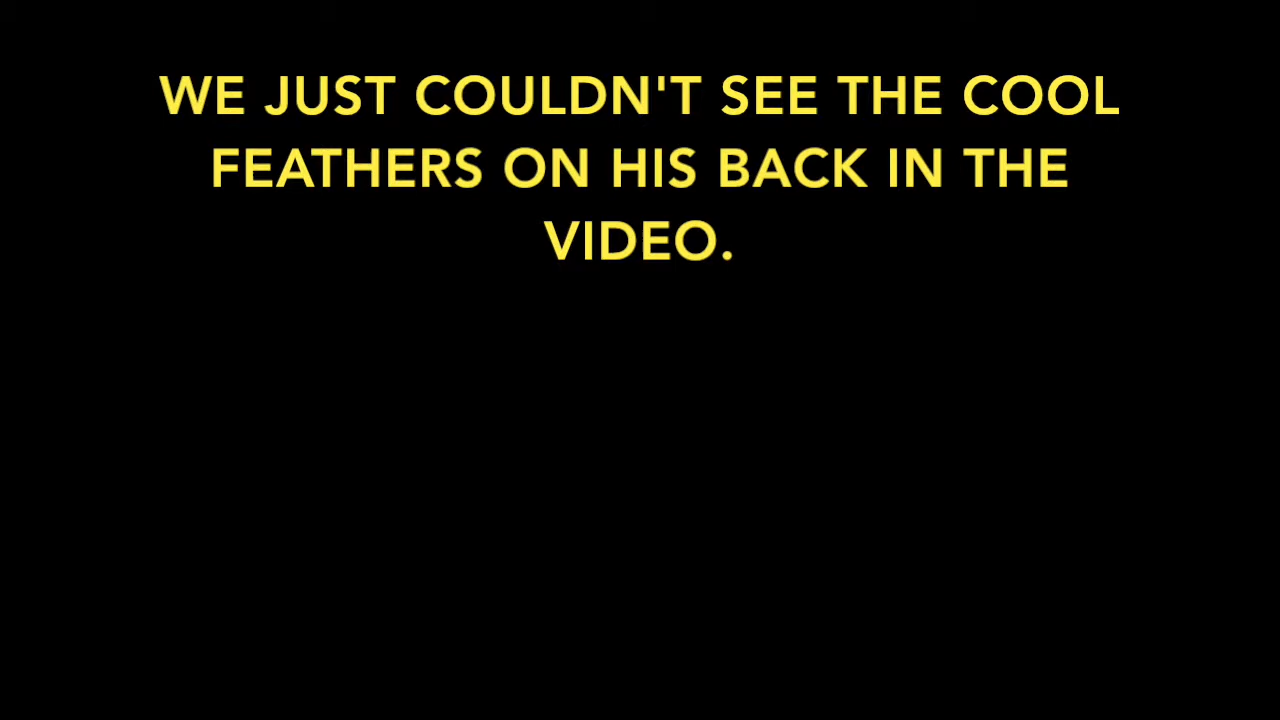 WE JUST COULDN'T SEE THE COOL
FEATHERS ON HIS BACK IN THE
VIDEO.